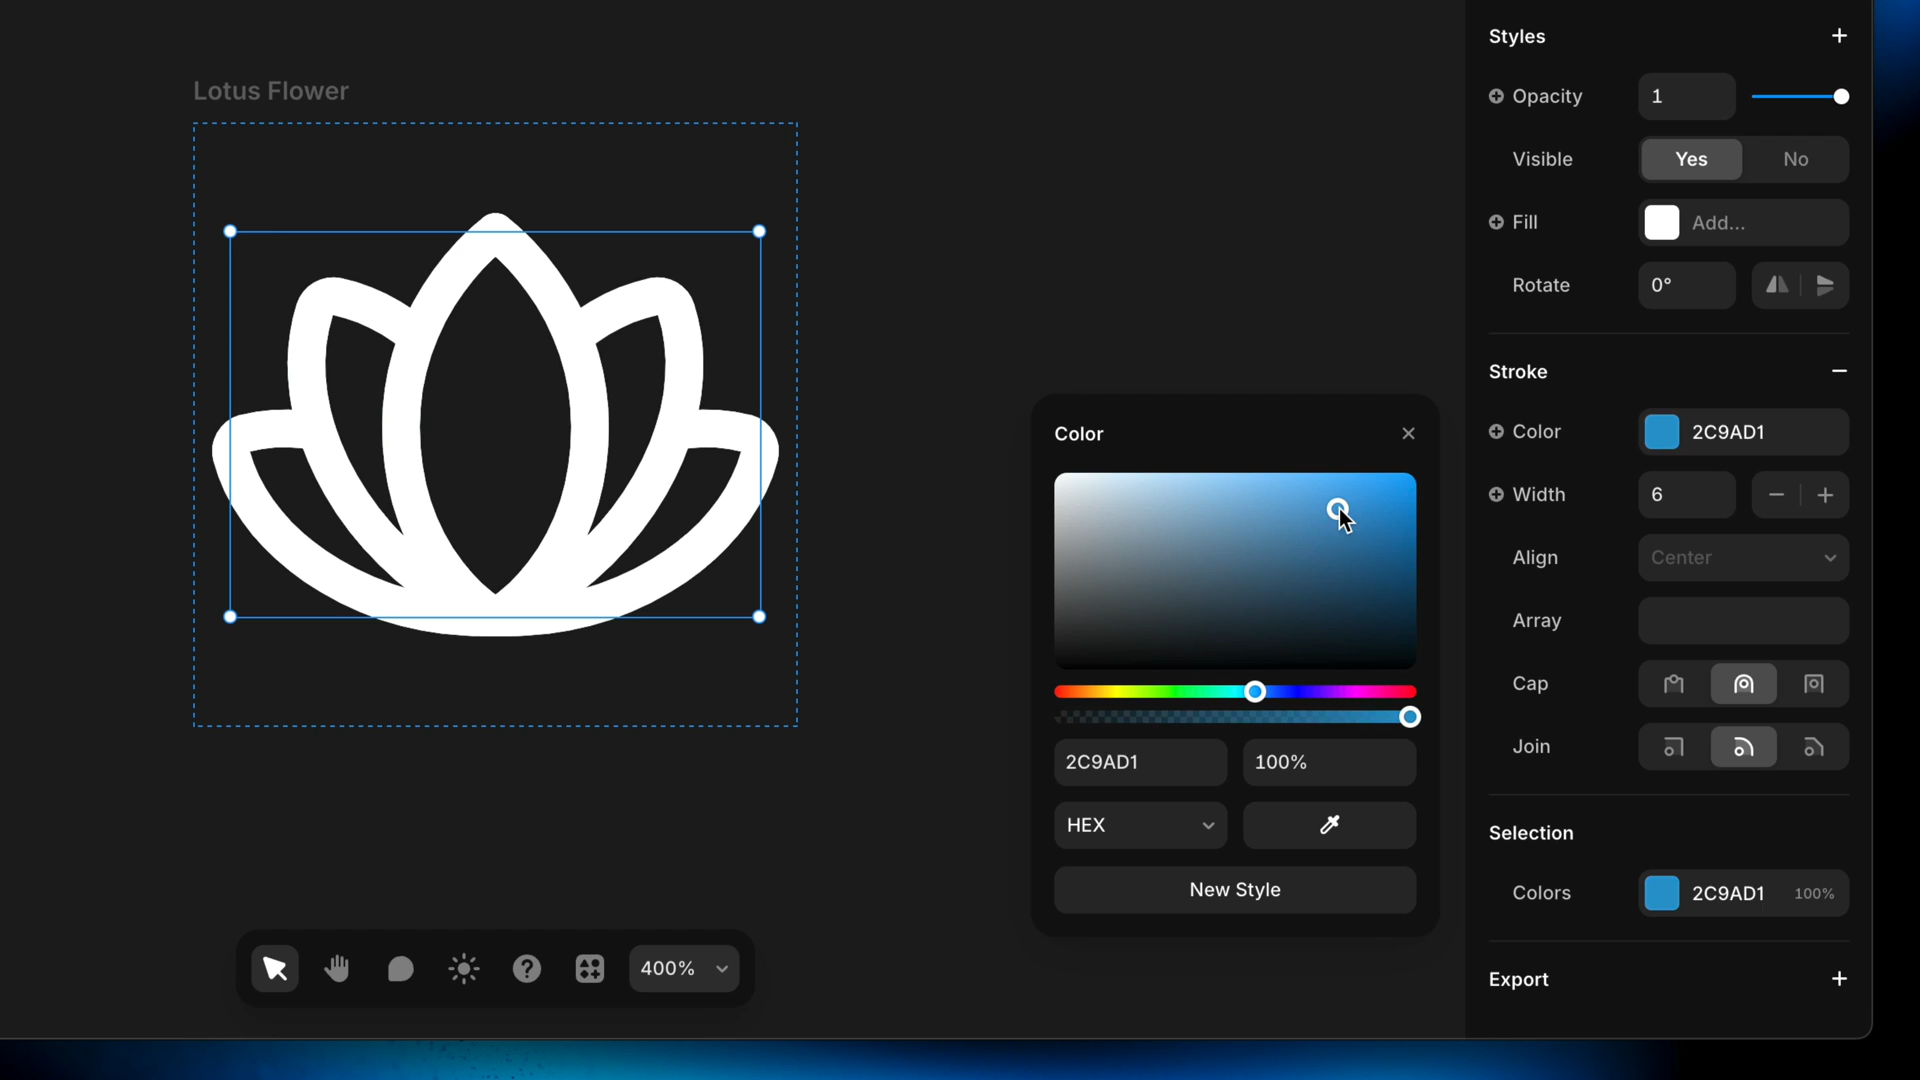 Lotus Flower
Styles
Opacity 1
Visible Yes No
Fill Add...
Rotate 0°
Stroke
Color 2C9AD1
Width 6
Align Center
Array
Cap
Join
Selection
Colors 2C9AD1 100%
Export
Color
2C9AD1 100%
HEX
New Style
400%